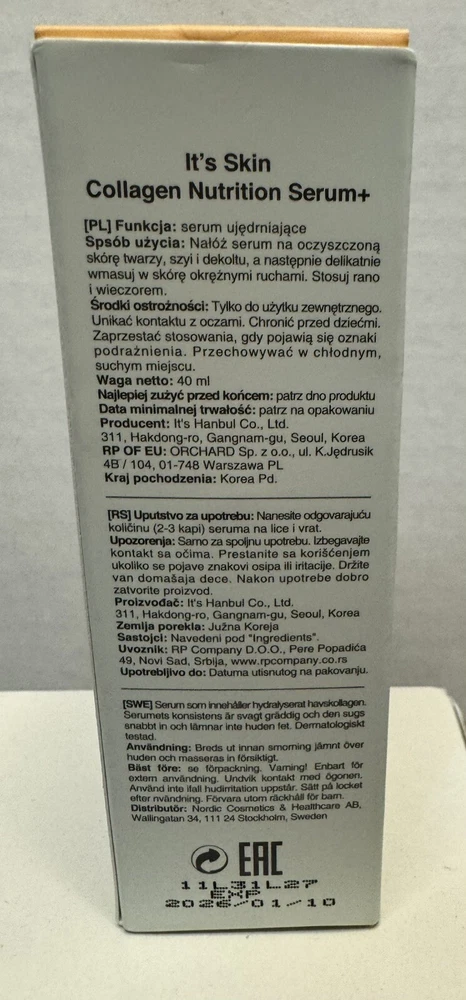 It's Skin
Collagen Nutrition Serum+
[PL] Funkcja: serum ujędrniające
Spsób użycia: Nałóż serum na oczyszczoną
skórę twarzy, szyi i dekoltu, a następnie delikatnie
wmasuj w skórę okrężnymi ruchami. Stosuj rano
i wieczorem.
Środki ostrożności: Tylko do użytku zewnętrznego.
Unikać kontaktu z oczami. Chronić przed dziećmi.
Zaprzestać stosowania, gdy pojawią się oznaki
podrażnienia. Przechowywać w chłodnym,
suchym miejscu.
Waga netto: 40 ml
Najlepiej zużyć przed końcem: patrz dno produktu
Data minimalnej trwałość: patrz na opakowaniu
Producent: It's Hanbul Co., Ltd.
311, Hakdong-ro, Gangnam-gu, Seoul, Korea
RP OF EU: ORCHARD Sp. z o.o., ul. K.Jędrusik
4B / 104, 01-748 Warszawa PL
Kraj pochodzenia: Korea Pd.
[RS] Uputstvo za upotrebu: Nanesite odgovarajuću
količinu (2-3 kapi) seruma na lice i vrat.
Upozorenja: Samo za spoljnu upotrebu. Izbegavajte
kontakt sa očima. Prestanite sa korišćenjem
ukoliko se pojave znakovi osipa ili iritacije. Držite
van domašaja dece. Nakon upotrebe dobro
zatvorite proizvod.
Proizvođač: It's Hanbul Co., Ltd.
311, Hakdong-ro, Gangnam-gu, Seoul, Korea
Zemlja porekla: Južna Koreja
Sastojci: Navedeni pod "Ingredients".
Uvoznik: RP Company D.O.O., Pere Popadića
49, Novi Sad, Srbija, www.rpcompany.co.rs
Upotrebljivo do: Datuma utisnutog na pakovanju.
[SWE] Serum som innehåller hydralyserat havskollagen.
Serumets konsistens är svagt gräddig och den sugs
snabbt in och lämnar inte huden fet. Dermatologiskt
testad.
Användning: Breds ut innan smorning jämnt över
huden och masseras in försiktigt.
Bäst före: se förpackning. Varning! Enbart för
extern användning. Undvik kontakt med ögonen.
Använd inte ifall hudirritation uppstår. Sätt på locket
efter nvändning. Förvara utom räckhåll för barn.
Distributör: Nordic Cosmetics & Healthcare AB,
Wallingatan 34, 111 24 Stockholm, Sweden
EAC
11L31L27
EXP
2026/01/10